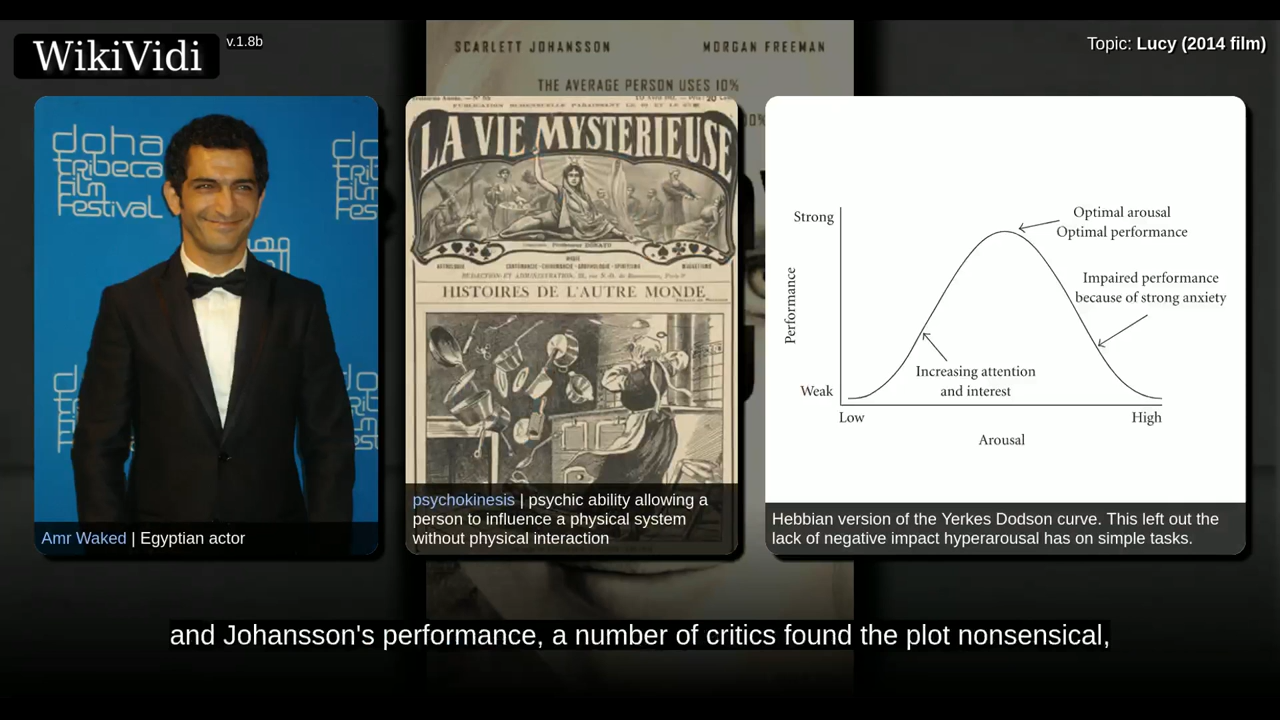 WikiVidi
v.1.8b
Topic: Lucy (2014 film)
SCARLETT JOHANSSON
MORGAN FREEMAN
THE AVERAGE PERSON USES 10%
doha
tribeca
film
festival
Amr Waked | Egyptian actor
LA VIE MYSTERIEUSE
HISTOIRES DE L'AUTRE MONDE
psychokinesis | psychic ability allowing a
person to influence a physical system
without physical interaction
Strong
Optimal arousal
Optimal performance
Impaired performance
because of strong anxiety
Performance
Increasing attention
and interest
Weak
Low
High
Arousal
Hebbian version of the Yerkes Dodson curve. This left out the
lack of negative impact hyperarousal has on simple tasks.
and Johansson's performance, a number of critics found the plot nonsensical,